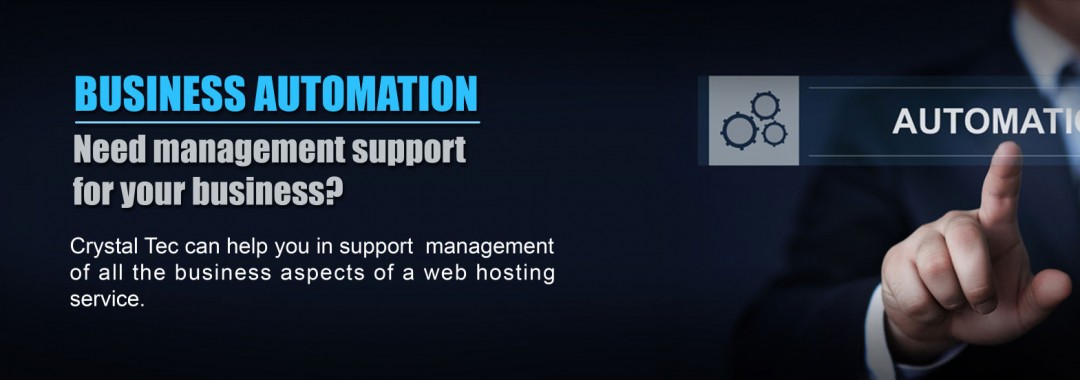 BUSINESS AUTOMATION
Need management support
for your business?
Crystal Tec can help you in support management
of all the business aspects of a web hosting
service.
AUTOMATI